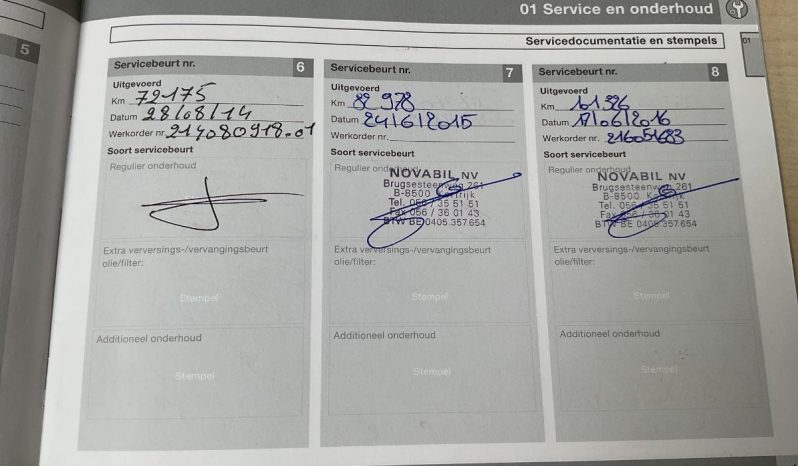 01 Service en onderhoud
Servicedocumentatie en stempels
01
5
Servicebeurt nr. 6
Uitgevoerd
Km 72175
Datum 28/08/14
Werkorder nr. 214080918.01
Soort servicebeurt
Regulier onderhoud
Extra verversings-/vervangingsbeurt
olie/filter:
Stempel
Additioneel onderhoud
Stempel
Servicebeurt nr. 7
Uitgevoerd
Km 82 978
Datum 24/6/2015
Werkorder nr.
Soort servicebeurt
Regulier onderhoud
NOVABIL NV
Brugsesteenweg 261
B-8500 Kortrijk
Tel. 056 / 35 51 51
Fax 056 / 36 01 43
BTW BE 0405.357.654
Extra verversings-/vervangingsbeurt
olie/filter:
Stempel
Additioneel onderhoud
Stempel
Servicebeurt nr. 8
Uitgevoerd
Km
Datum 17/06/2016
Werkorder nr.
Soort servicebeurt
Regulier onderhoud
NOVABIL NV
Brugsesteenweg 261
B-8500 Kortrijk
Tel. 056 / 35 51 51
Fax 056 / 36 01 43
BTW BE 0405.357.654
Extra verversings-/vervangingsbeurt
olie/filter:
Stempel
Additioneel onderhoud
Stempel